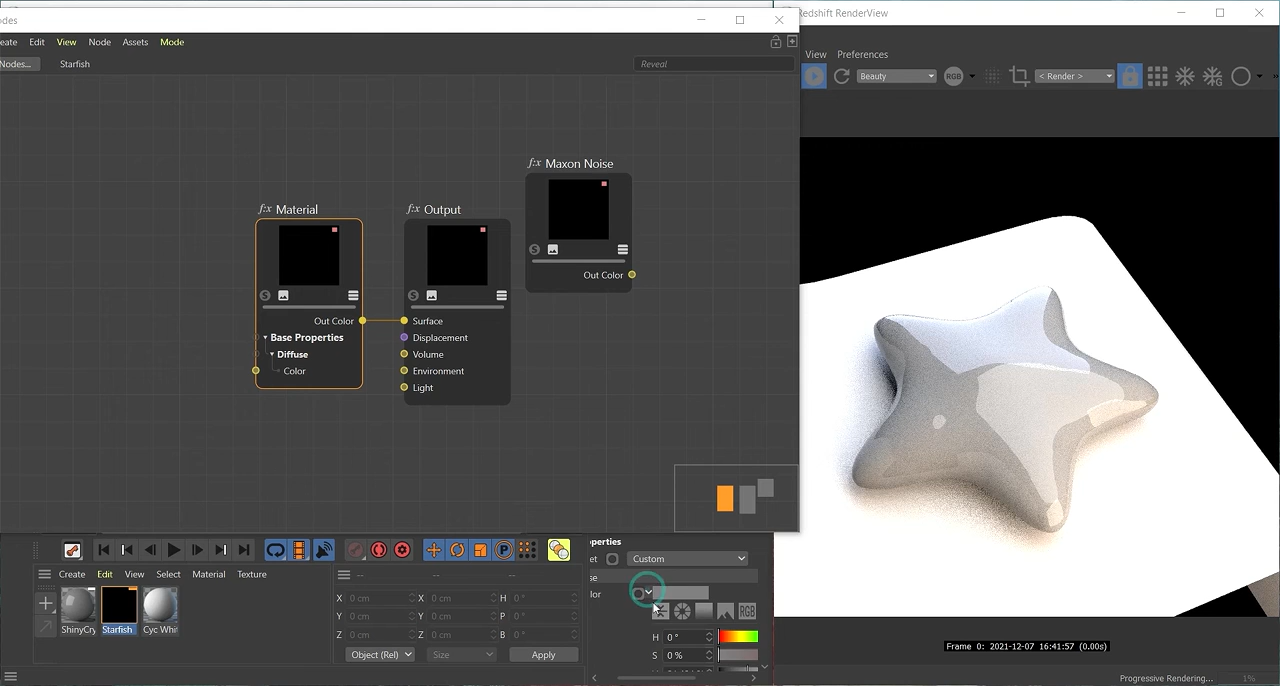 odes
eate Edit View Node Assets Mode
Nodes... Starfish Reveal
Material
Out Color
Base Properties
Diffuse
Color
Output
Surface
Displacement
Volume
Environment
Light
Maxon Noise
Out Color
Redshift RenderView
View Preferences
Beauty RGB < Render > G
Frame 0: 2021-12-07 16:41:57 (0.00s)
Progressive Rendering... 1%
P
Create Edit View Select Material Texture
ShinyCry Starfish Cyc Whit
-- -- --
X 0 cm X 0 cm H 0 °
Y 0 cm Y 0 cm P 0 °
Z 0 cm Z 0 cm B 0 °
Object (Rel) Size Apply
operties
et Custom
se
lor
RGB
H 0 °
S 0 %